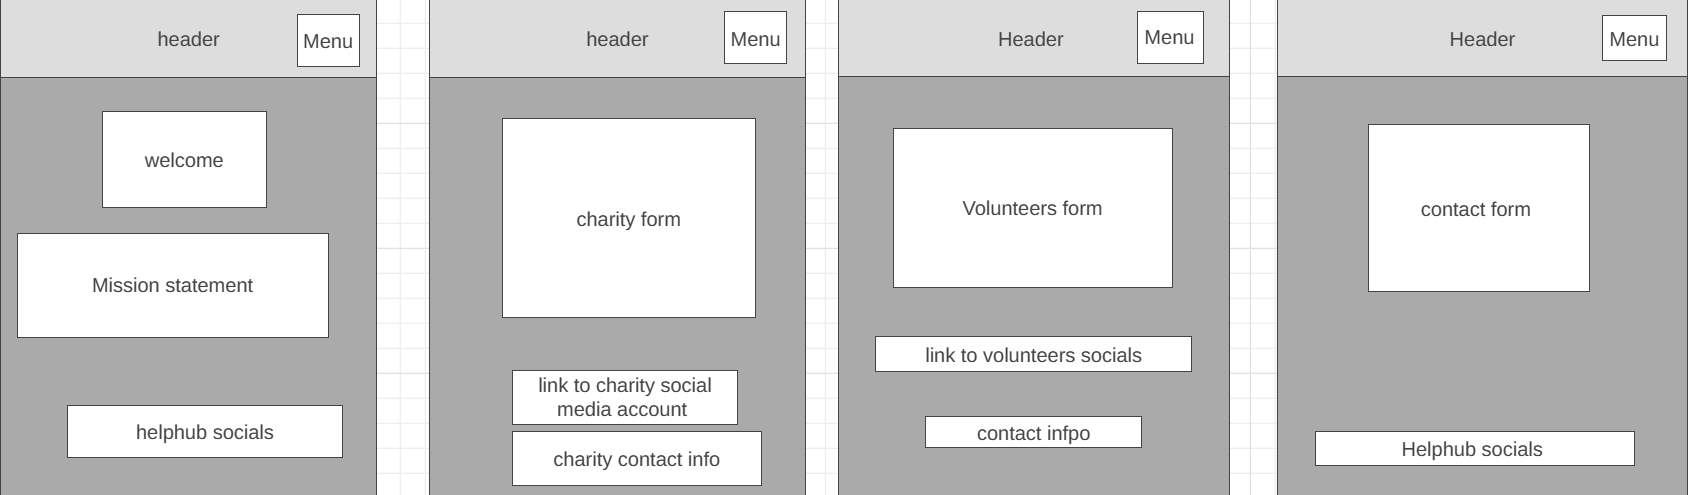 header
Menu
welcome
Mission statement
helphub socials
header
Menu
charity form
link to charity social
media account
charity contact info
Header
Menu
Volunteers form
link to volunteers socials
contact infpo
Header
Menu
contact form
Helphub socials